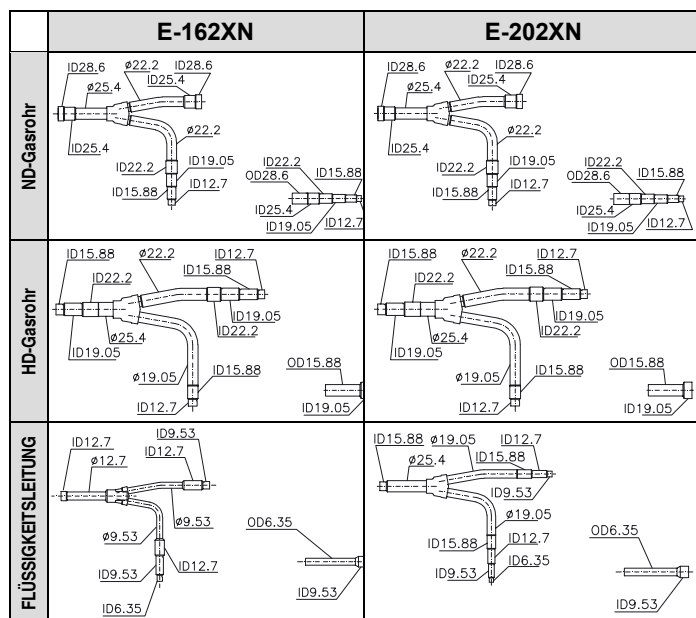 E-162XN
E-202XN
ND-Gasrohr
ID28.6
ø25.4
ø22.2
ID28.6
ID25.4
ID25.4
ø22.2
ID22.2
ID19.05
ID15.88
ID12.7
ID22.2
OD28.6
ID15.88
ID25.4
ID19.05
ID12.7
ID28.6
ø25.4
ø22.2
ID28.6
ID25.4
ID25.4
ø22.2
ID22.2
ID19.05
ID15.88
ID12.7
ID22.2
OD28.6
ID15.88
ID25.4
ID19.05
ID12.7
HD-Gasrohr
ID15.88
ID22.2
ø22.2
ID12.7
ID15.88
ID19.05
ø25.4
ID19.05
ID22.2
ø19.05
ID15.88
ID12.7
OD15.88
ID19.05
ID15.88
ID22.2
ø22.2
ID12.7
ID15.88
ID19.05
ø25.4
ID19.05
ID22.2
ø19.05
ID15.88
ID12.7
OD15.88
ID19.05
FLÜSSIGKEITSLEITUNG
ID12.7
ø12.7
ID9.53
ID12.7
ø9.53
ø9.53
ID12.7
ID9.53
ID6.35
OD6.35
ID9.53
ID15.88
ø25.4
ø19.05
ID12.7
ID15.88
ID9.53
ø19.05
ID15.88
ID12.7
ID9.53
ID6.35
OD6.35
ID9.53